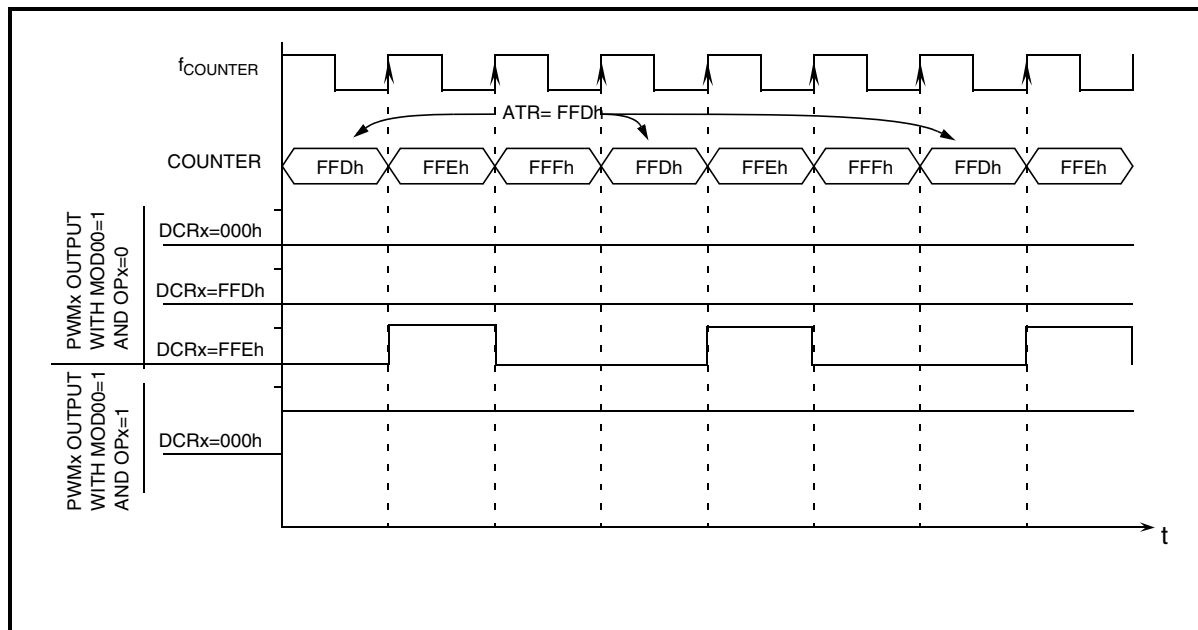 fCOUNTER
ATR= FFDh
COUNTER
FFDh FFEh FFFh FFDh FFEh FFFh FFDh FFEh
PWMx OUTPUT
WITH MOD00=1
AND OPx=0
DCRx=000h
DCRx=FFDh
DCRx=FFEh
PWMx OUTPUT
WITH MOD00=1
AND OPx=1
DCRx=000h
t